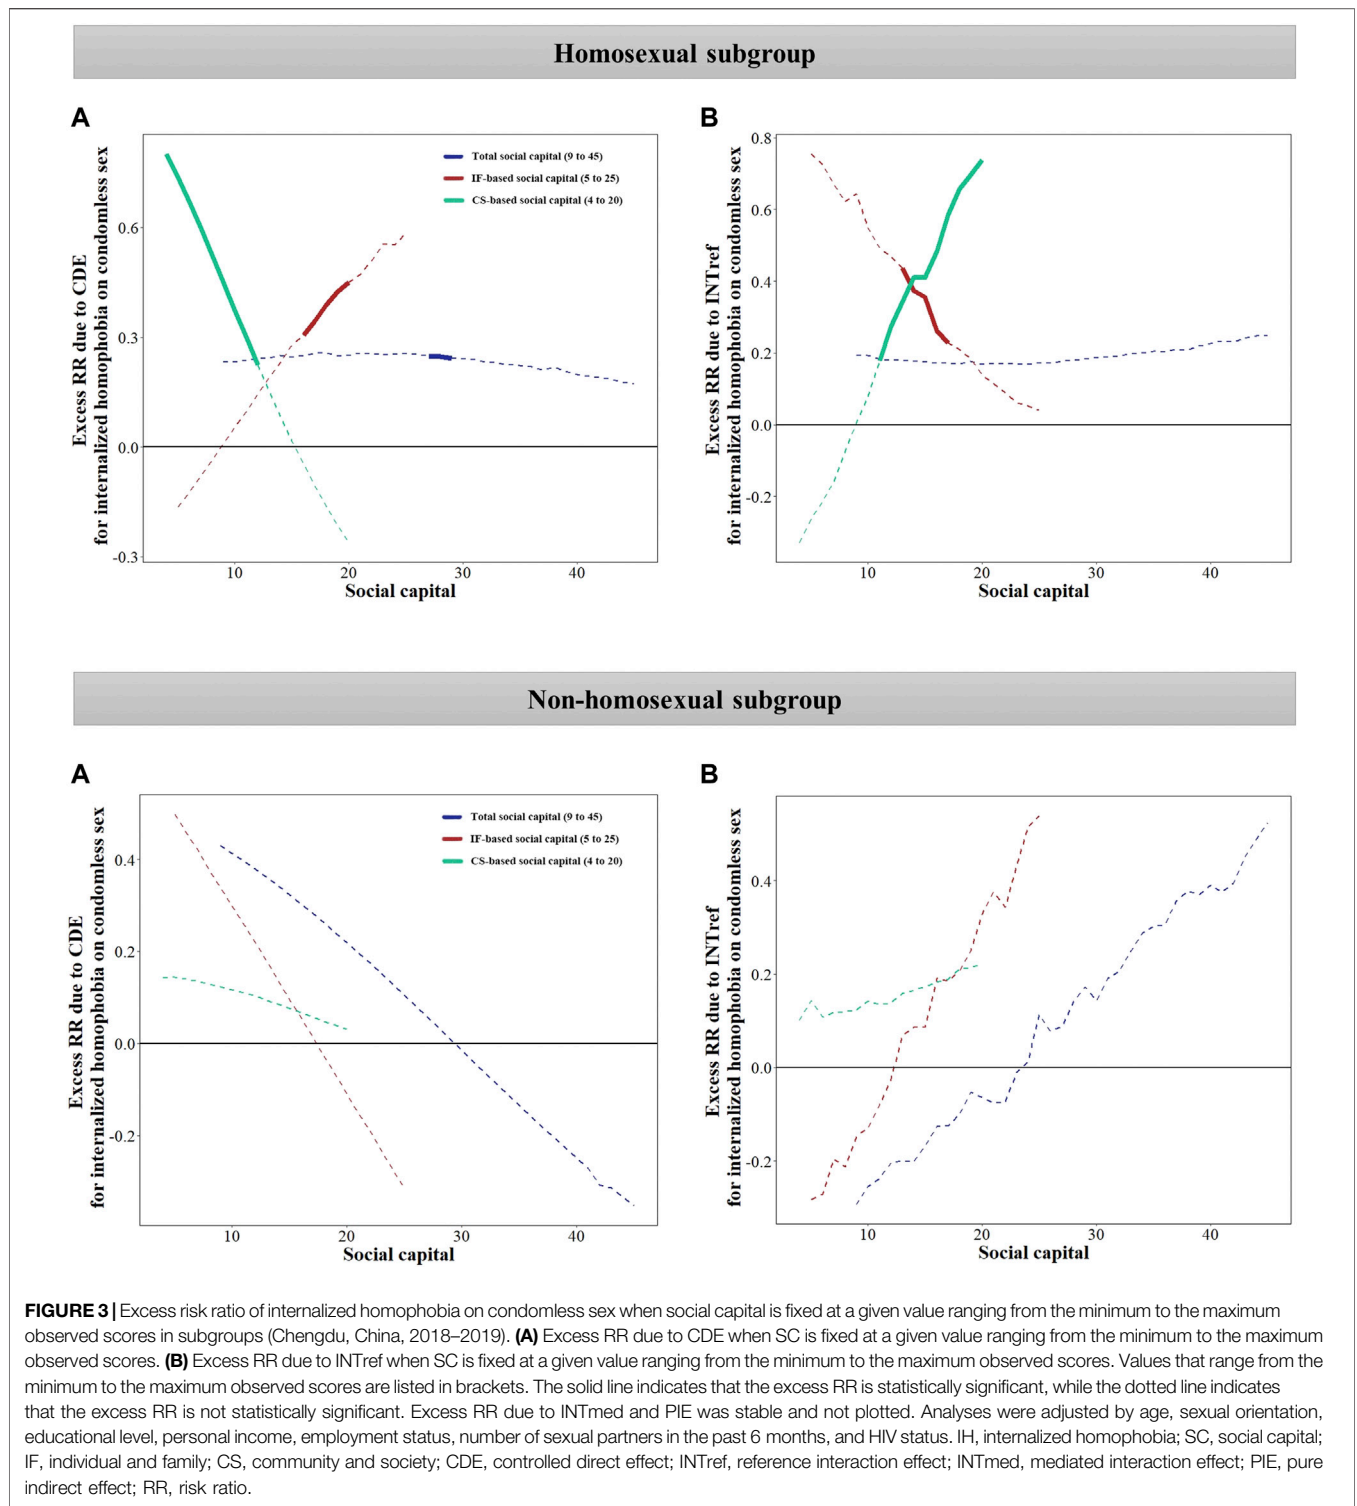 Homosexual subgroup
A
Excess RR due to CDE
for internalized homophobia on condomless sex
0.6
0.3
0.0
-0.3
Total social capital (9 to 45)
IF-based social capital (5 to 25)
CS-based social capital (4 to 20)
10 20 30 40
Social capital
B
Excess RR due to INTref
for internalized homophobia on condomless sex
0.8
0.6
0.4
0.2
0.0
-0.2
10 20 30 40
Social capital
Non-homosexual subgroup
A
Excess RR due to CDE
for internalized homophobia on condomless sex
0.4
0.2
0.0
-0.2
Total social capital (9 to 45)
IF-based social capital (5 to 25)
CS-based social capital (4 to 20)
10 20 30 40
Social capital
B
Excess RR due to INTref
for internalized homophobia on condomless sex
0.4
0.2
0.0
-0.2
10 20 30 40
Social capital
FIGURE 3 | Excess risk ratio of internalized homophobia on condomless sex when social capital is fixed at a given value ranging from the minimum to the maximum
observed scores in subgroups (Chengdu, China, 2018–2019). (A) Excess RR due to CDE when SC is fixed at a given value ranging from the minimum to the maximum
observed scores. (B) Excess RR due to INTref when SC is fixed at a given value ranging from the minimum to the maximum observed scores. Values that range from the
minimum to the maximum observed scores are listed in brackets. The solid line indicates that the excess RR is statistically significant, while the dotted line indicates
that the excess RR is not statistically significant. Excess RR due to INTmed and PIE was stable and not plotted. Analyses were adjusted by age, sexual orientation,
educational level, personal income, employment status, number of sexual partners in the past 6 months, and HIV status. IH, internalized homophobia; SC, social capital;
IF, individual and family; CS, community and society; CDE, controlled direct effect; INTref, reference interaction effect; INTmed, mediated interaction effect; PIE, pure
indirect effect; RR, risk ratio.